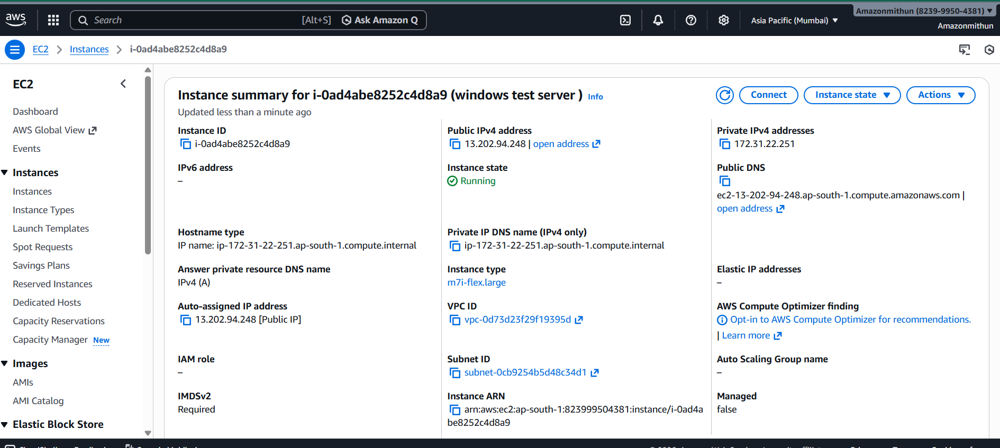 aws
Search [Alt+S] Ask Amazon Q
Asia Pacific (Mumbai)
Amazonmithun (8239-9950-4381)
Amazonmithun
EC2 > Instances > i-0ad4abe8252c4d8a9
EC2
Dashboard
AWS Global View
Events
Instances
Instances
Instance Types
Launch Templates
Spot Requests
Savings Plans
Reserved Instances
Dedicated Hosts
Capacity Reservations
Capacity Manager New
Images
AMIs
AMI Catalog
Elastic Block Store
Instance summary for i-0ad4abe8252c4d8a9 (windows test server ) Info
Updated less than a minute ago
Connect
Instance state
Actions
Instance ID
i-0ad4abe8252c4d8a9
Public IPv4 address
13.202.94.248 | open address
Private IPv4 addresses
172.31.22.251
IPv6 address
–
Instance state
Running
Public DNS
ec2-13-202-94-248.ap-south-1.compute.amazonaws.com |
open address
Hostname type
IP name: ip-172-31-22-251.ap-south-1.compute.internal
Private IP DNS name (IPv4 only)
ip-172-31-22-251.ap-south-1.compute.internal
Answer private resource DNS name
IPv4 (A)
Instance type
m7i-flex.large
Elastic IP addresses
–
Auto-assigned IP address
13.202.94.248 [Public IP]
VPC ID
vpc-0d73d23f29f19395d
AWS Compute Optimizer finding
Opt-in to AWS Compute Optimizer for recommendations.
| Learn more
IAM role
–
Subnet ID
subnet-0cb9254b5d48c34d1
Auto Scaling Group name
–
IMDSv2
Required
Instance ARN
arn:aws:ec2:ap-south-1:823999504381:instance/i-0ad4a
be8252c4d8a9
Managed
false